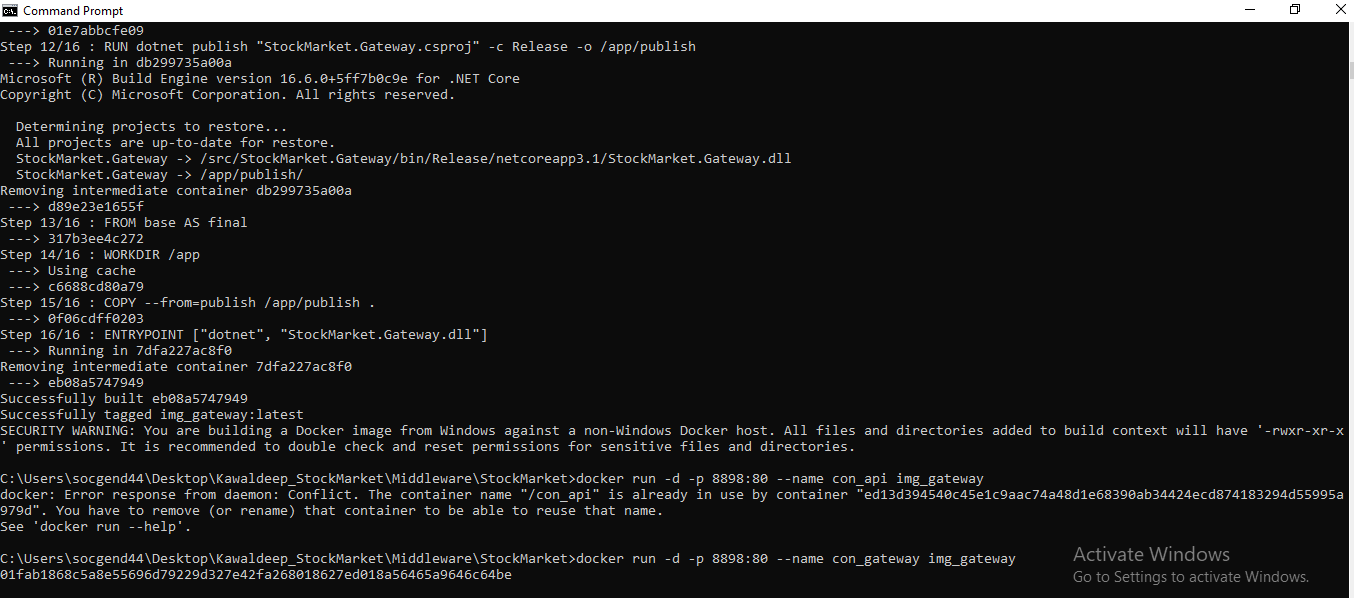 Command Prompt
---> 01e7abbcfe09
Step 12/16 : RUN dotnet publish "StockMarket.Gateway.csproj" -c Release -o /app/publish
---> Running in db299735a00a
Microsoft (R) Build Engine version 16.6.0+5ff7b0c9e for .NET Core
Copyright (C) Microsoft Corporation. All rights reserved.
Determining projects to restore...
All projects are up-to-date for restore.
StockMarket.Gateway -> /src/StockMarket.Gateway/bin/Release/netcoreapp3.1/StockMarket.Gateway.dll
StockMarket.Gateway -> /app/publish/
Removing intermediate container db299735a00a
---> d89e23e1655f
Step 13/16 : FROM base AS final
---> 317b3ee4c272
Step 14/16 : WORKDIR /app
---> Using cache
---> c6688cd80a79
Step 15/16 : COPY --from=publish /app/publish .
---> 0f06cdff0203
Step 16/16 : ENTRYPOINT ["dotnet", "StockMarket.Gateway.dll"]
---> Running in 7dfa227ac8f0
Removing intermediate container 7dfa227ac8f0
---> eb08a5747949
Successfully built eb08a5747949
Successfully tagged img_gateway:latest
SECURITY WARNING: You are building a Docker image from Windows against a non-Windows Docker host. All files and directories added to build context will have '-rwxr-xr-x
' permissions. It is recommended to double check and reset permissions for sensitive files and directories.
C:\Users\socgend44\Desktop\Kawaldeep_StockMarket\Middleware\StockMarket>docker run -d -p 8898:80 --name con_api img_gateway
docker: Error response from daemon: Conflict. The container name "/con_api" is already in use by container "ed13d394540c45e1c9aac74a48d1e68390ab34424ecd874183294d55995a
979d". You have to remove (or rename) that container to be able to reuse that name.
See 'docker run --help'.
C:\Users\socgend44\Desktop\Kawaldeep_StockMarket\Middleware\StockMarket>docker run -d -p 8898:80 --name con_gateway img_gateway
01fab1868c5a8e55696d79229d327e42fa268018627ed018a56465a9646c64be
Activate Windows
Go to Settings to activate Windows.